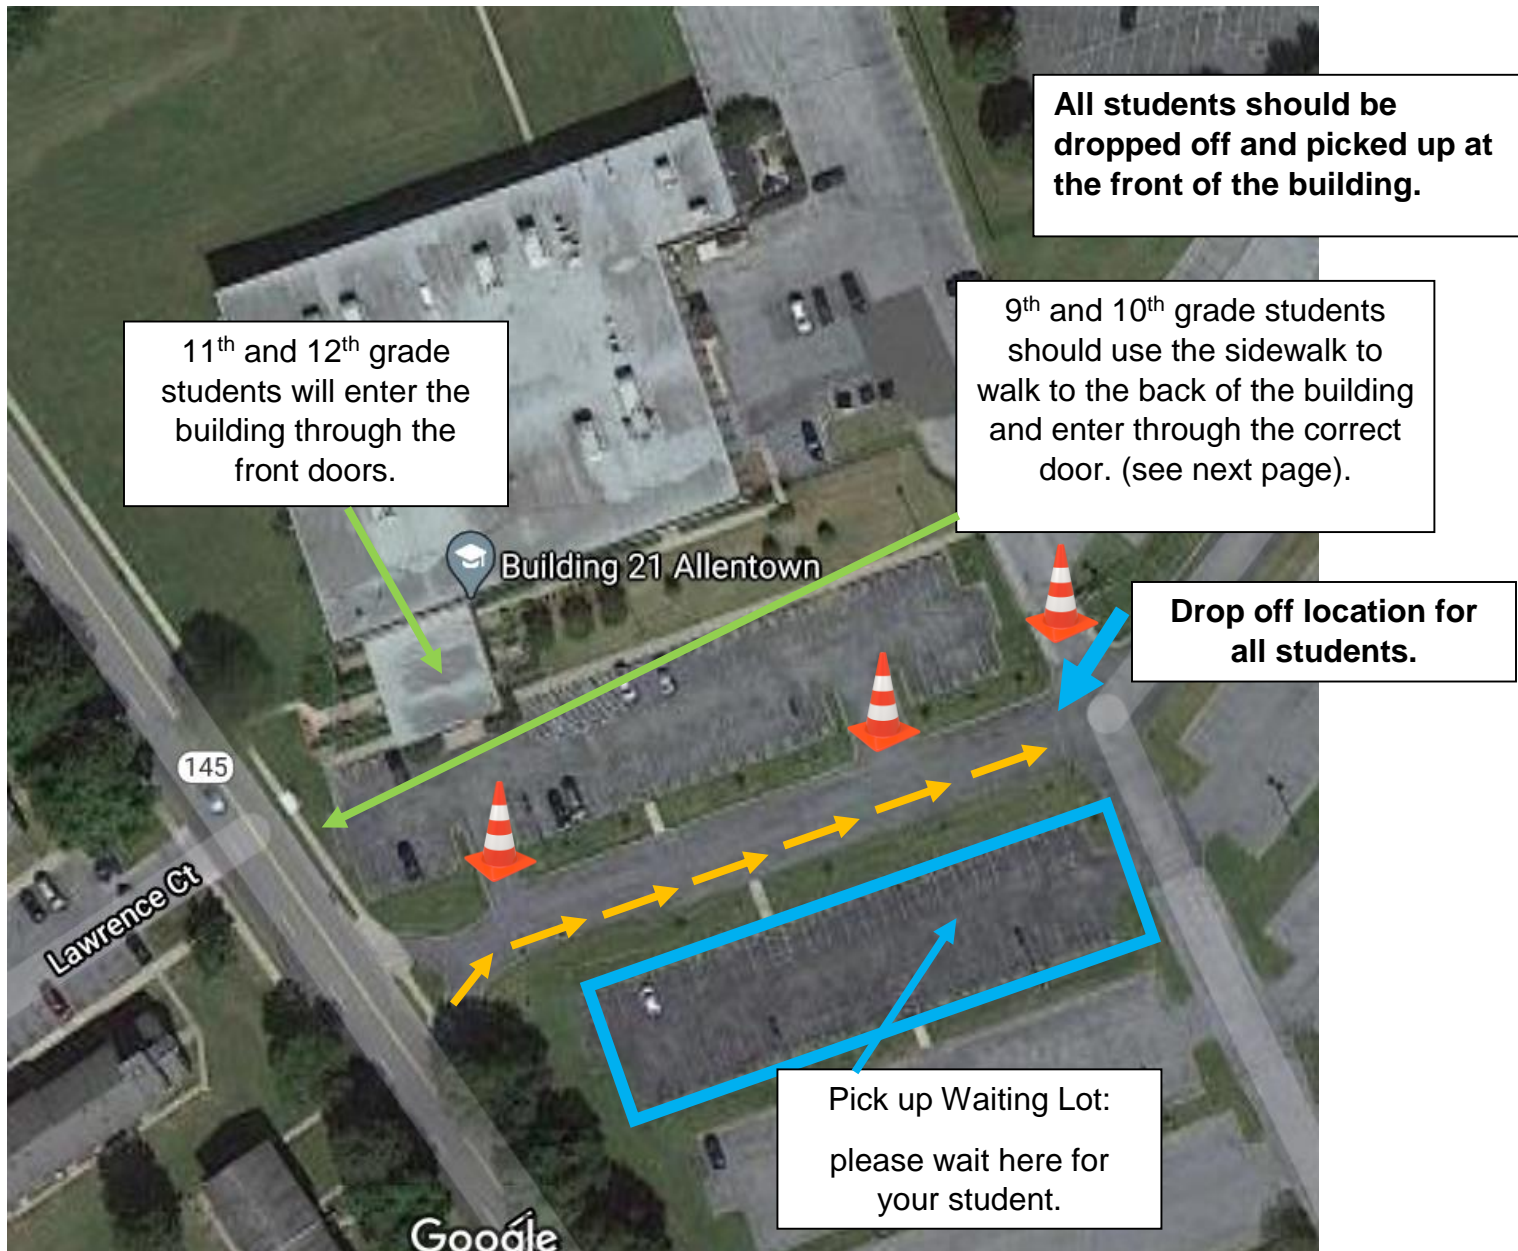 All students should be
dropped off and picked up at
the front of the building.
9th and 10th grade students
should use the sidewalk to
walk to the back of the building
and enter through the correct
door. (see next page).
11th and 12th grade
students will enter the
building through the
front doors.
Building 21 Allentown
Drop off location for
all students.
145
Lawrence Ct
Pick up Waiting Lot:
please wait here for
your student.
Google